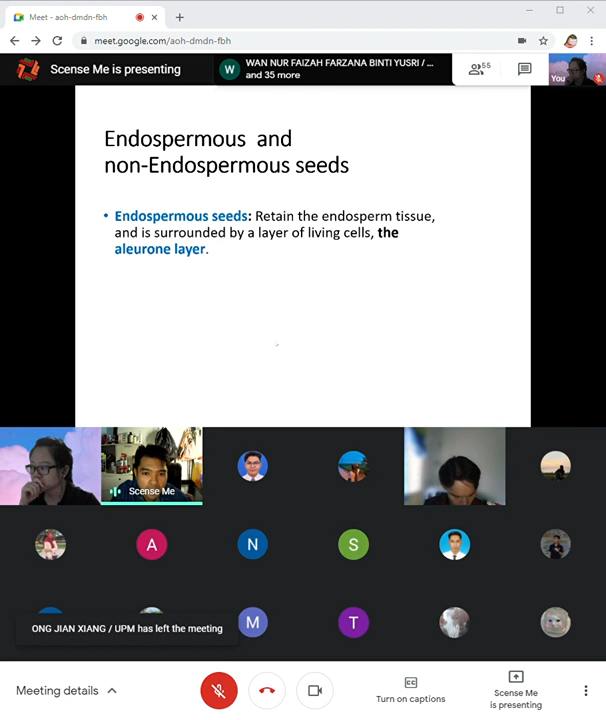 Meet - aoh-dmdn-fbh
meet.google.com/aoh-dmdn-fbh
Scense Me is presenting
W
WAN NUR FAIZAH FARZANA BINTI YUSRI / ...
and 35 more
55
You
Endospermous and
non-Endospermous seeds
• Endospermous seeds: Retain the endosperm tissue,
and is surrounded by a layer of living cells, the
aleurone layer.
Scense Me
A
N
S
M
T
ONG JIAN XIANG / UPM has left the meeting
Meeting details
CC
Turn on captions
Scense Me
is presenting